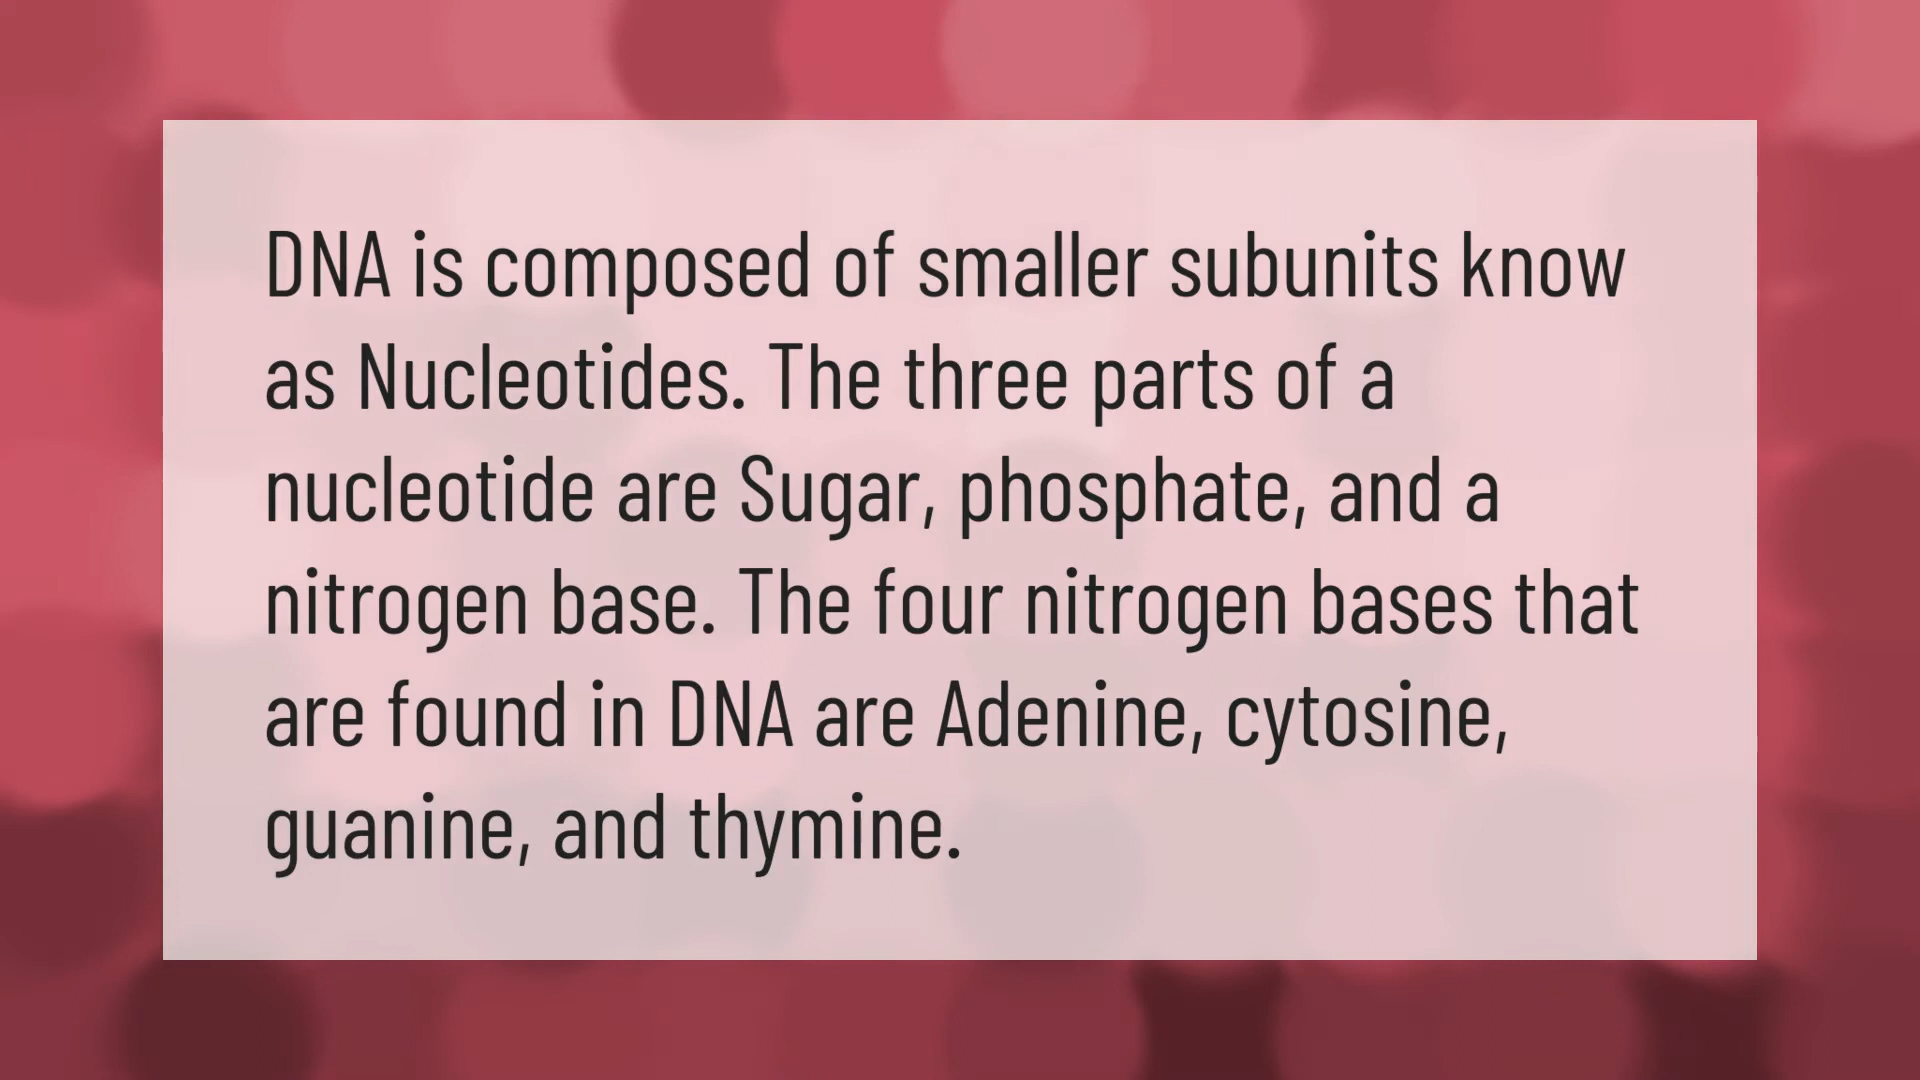 DNA is composed of smaller subunits know
as Nucleotides. The three parts of a
nucleotide are Sugar, phosphate, and a
nitrogen base. The four nitrogen bases that
are found in DNA are Adenine, cytosine,
guanine, and thymine.